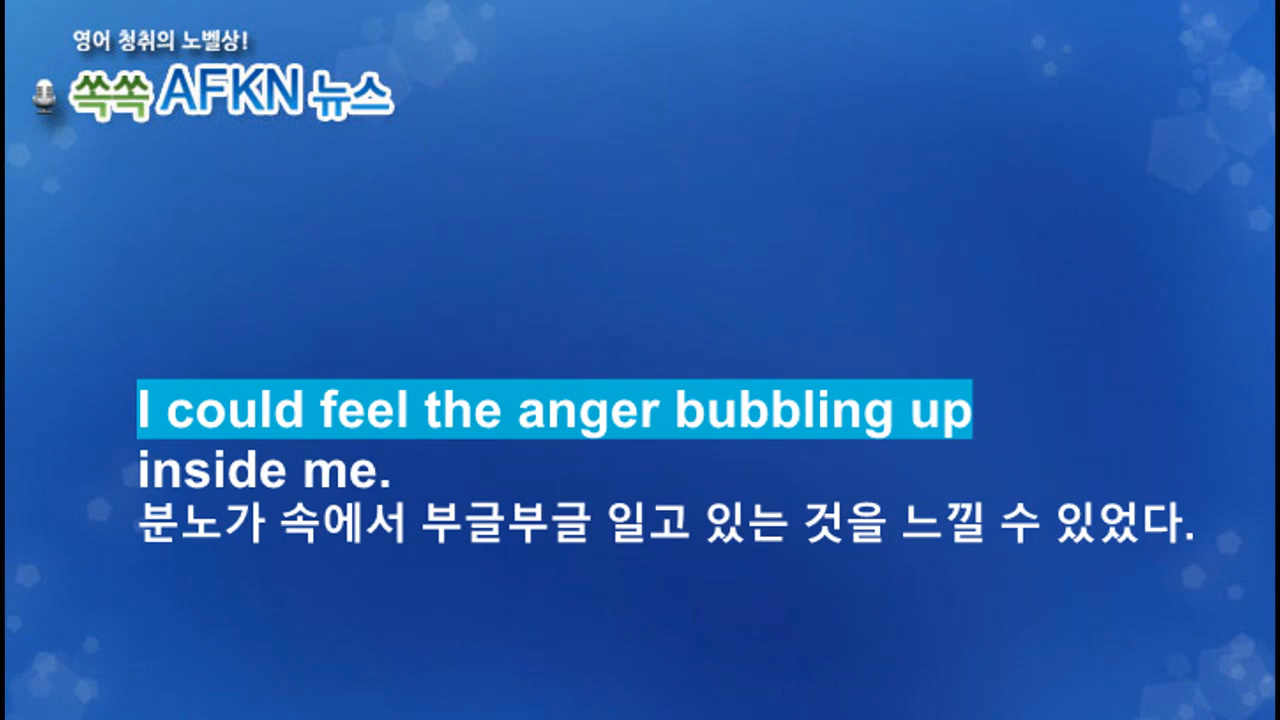 영어 청취의 노벨상!
쏙쏙 AFKN 뉴스
I could feel the anger bubbling up
inside me.
분노가 속에서 부글부글 일고 있는 것을 느낄 수 있었다.